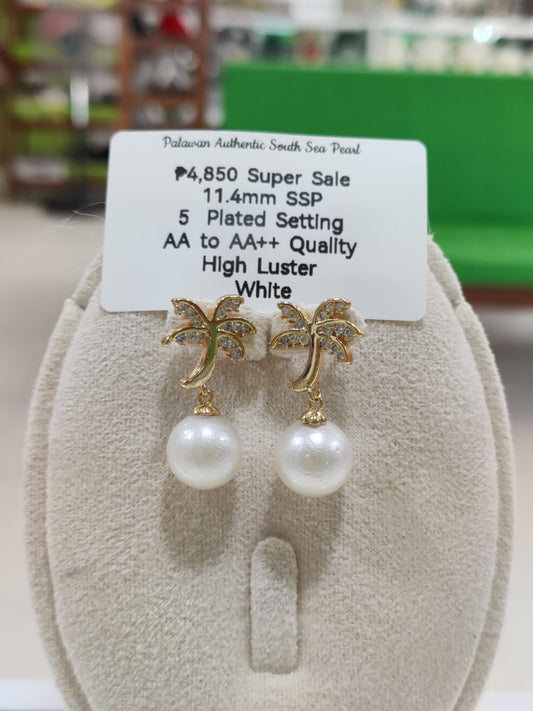 Palawan Authentic South Sea Pearl
₱4,850 Super Sale
11.4mm SSP
5 Plated Setting
AA to AA++ Quality
High Luster
White